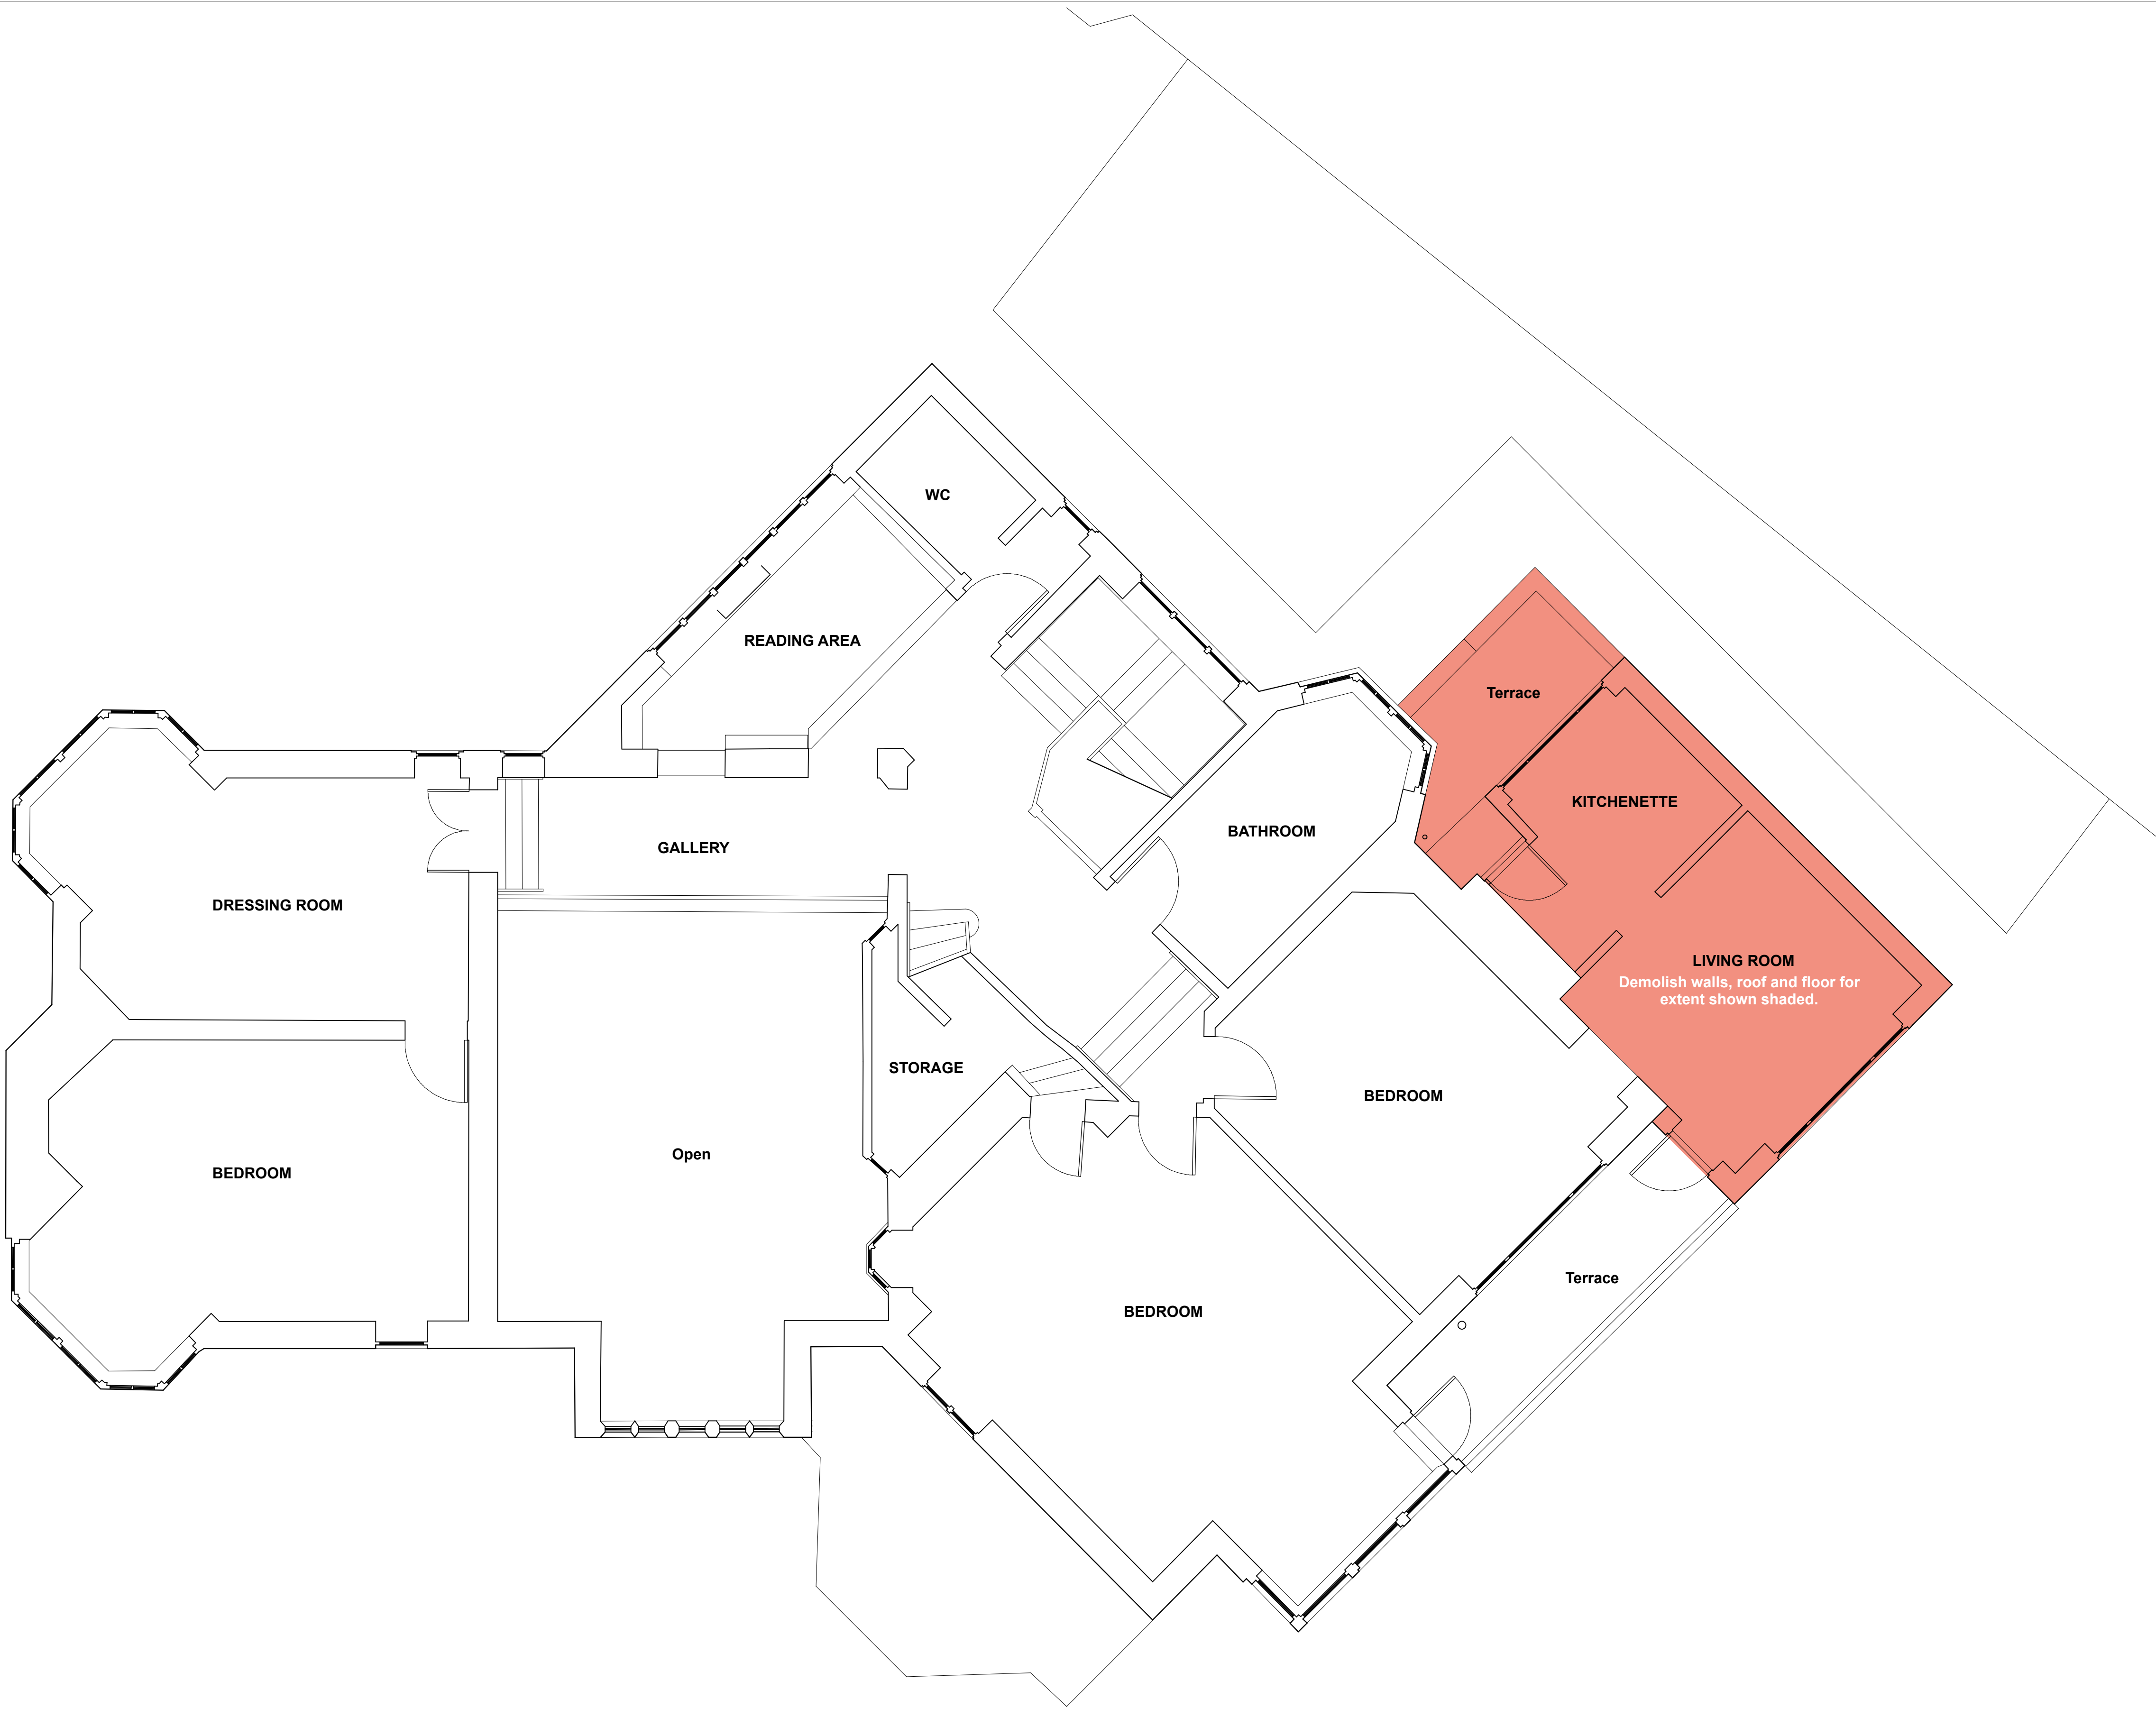 WC
READING AREA
Terrace
KITCHENETTE
BATHROOM
GALLERY
DRESSING ROOM
LIVING ROOM
Demolish walls, roof and floor for
extent shown shaded.
STORAGE
BEDROOM
Open
BEDROOM
Terrace
BEDROOM